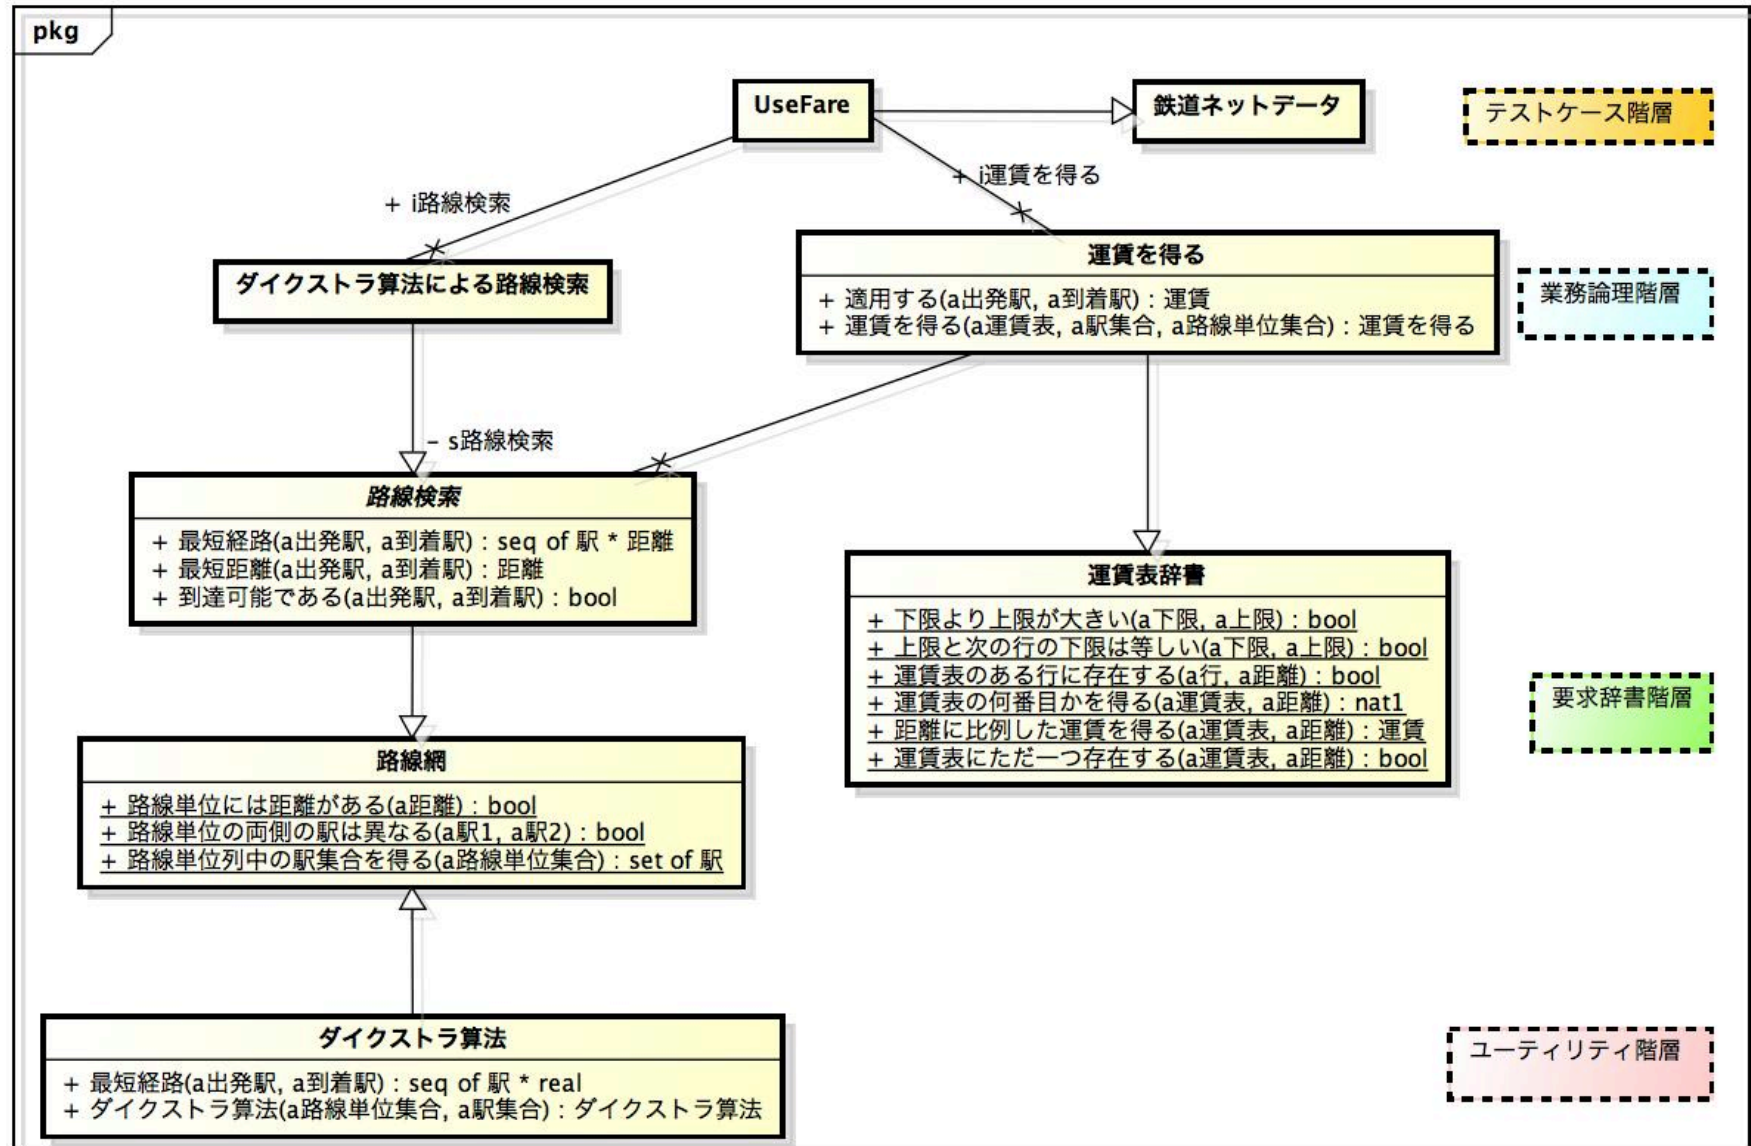 pkg
UseFare
鉄道ネットデータ
テストケース階層
+ i路線検索
+ i運賃を得る
ダイクストラ算法による路線検索
運賃を得る
+ 適用する(a出発駅, a到着駅) : 運賃
+ 運賃を得る(a運賃表, a駅集合, a路線単位集合) : 運賃を得る
業務論理階層
- s路線検索
路線検索
+ 最短経路(a出発駅, a到着駅) : seq of 駅 * 距離
+ 最短距離(a出発駅, a到着駅) : 距離
+ 到達可能である(a出発駅, a到着駅) : bool
運賃表辞書
+ 下限より上限が大きい(a下限, a上限) : bool
+ 上限と次の行の下限は等しい(a下限, a上限) : bool
+ 運賃表のある行に存在する(a行, a距離) : bool
+ 運賃表の何番目かを得る(a運賃表, a距離) : nat1
+ 距離に比例した運賃を得る(a運賃表, a距離) : 運賃
+ 運賃表にただ一つ存在する(a運賃表, a距離) : bool
要求辞書階層
路線網
+ 路線単位には距離がある(a距離) : bool
+ 路線単位の両側の駅は異なる(a駅1, a駅2) : bool
+ 路線単位列中の駅集合を得る(a路線単位集合) : set of 駅
ダイクストラ算法
+ 最短経路(a出発駅, a到着駅) : seq of 駅 * real
+ ダイクストラ算法(a路線単位集合, a駅集合) : ダイクストラ算法
ユーティリティ階層